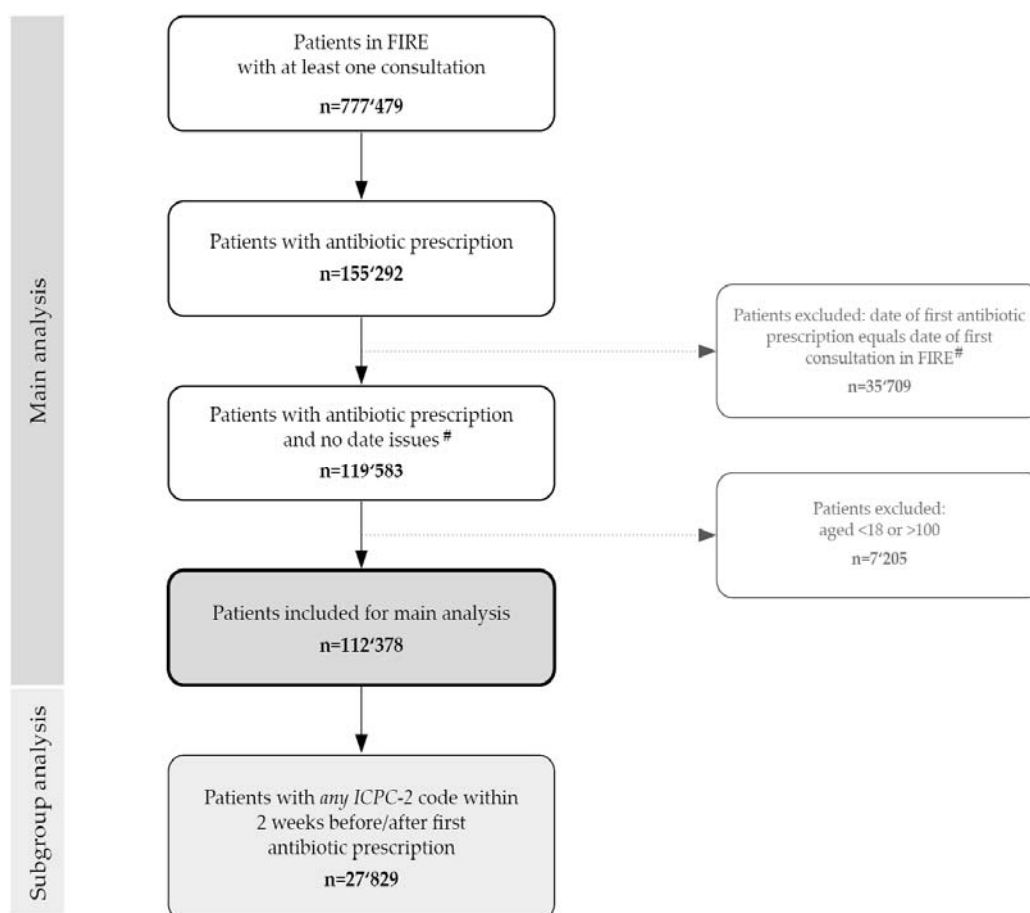 Main analysis
Patients in FIRE
with at least one consultation
n=777‘479
Patients with antibiotic prescription
n=155‘292
Patients excluded: date of first antibiotic
prescription equals date of first
consultation in FIRE#
n=35‘709
Patients with antibiotic prescription
and no date issues #
n=119‘583
Patients excluded:
aged <18 or >100
n=7‘205
Patients included for main analysis
n=112‘378
Subgroup analysis
Patients with any ICPC-2 code within
2 weeks before/after first
antibiotic prescription
n=27‘829